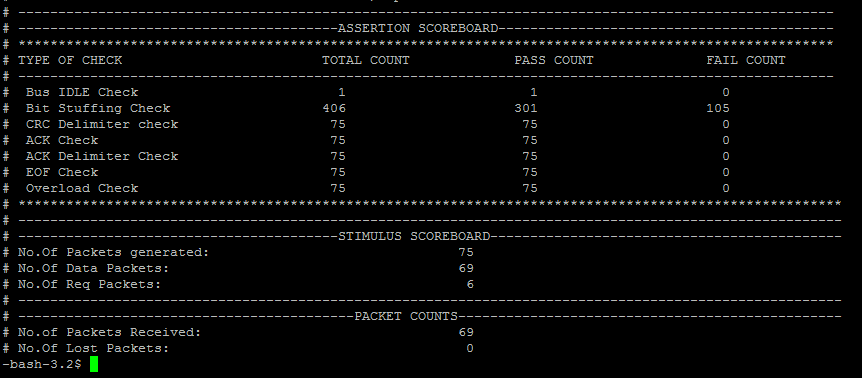 # ------------------------------------------------------------------------------------------------------
# ----------------------------------------ASSERTION SCOREBOARD------------------------------------------
# ******************************************************************************************************
# TYPE OF CHECK                         TOTAL COUNT             PASS COUNT              FAIL COUNT
# ------------------------------------------------------------------------------------------------------
#  Bus IDLE Check                         1                       1                       0
#  Bit Stuffing Check                   406                     301                     105
#  CRC Delimiter check                   75                      75                       0
#  ACK Check                             75                      75                       0
#  ACK Delimiter Check                   75                      75                       0
#  EOF Check                             75                      75                       0
#  Overload Check                        75                      75                       0
# *******************************************************************************************************
# -------------------------------------------------------------------------------------------------------
# ----------------------------------------STIMULUS SCOREBOARD--------------------------------------------
# No.Of Packets generated:                               75
# No.Of Data Packets:                                    69
# No.Of Req Packets:                                      6
# -------------------------------------------------------------------------------------------------------
# ------------------------------------------PACKET COUNTS------------------------------------------------
# No.of Packets Received:                                69
# No.Of Lost Packets:                                     0
-bash-3.2$